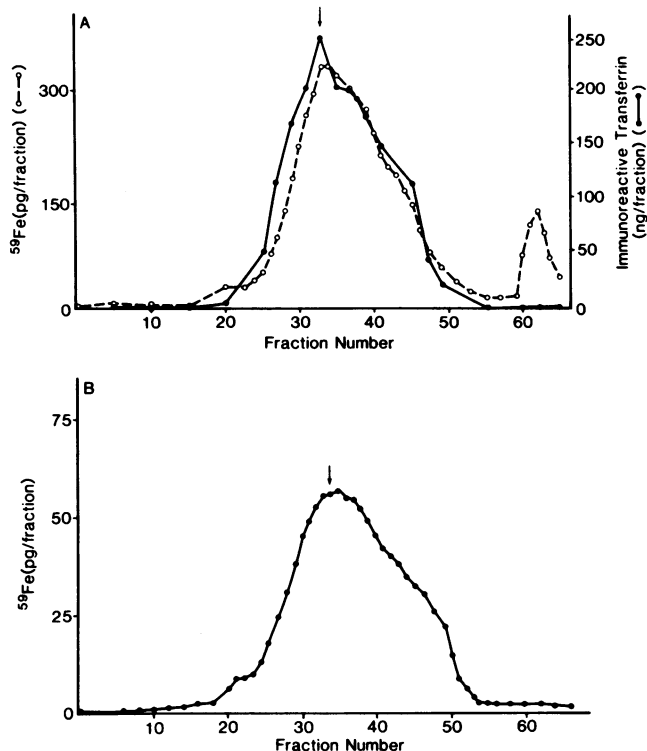 A
300
150
0
59Fe(pg/fraction) (o--o)
250
200
150
100
50
0
Immunoreactive Transferrin
(ng/fraction) (●—●)
10 20 30 40 50 60
Fraction Number
B
75
50
25
0
59Fe(pg/fraction)
10 20 30 40 50 60
Fraction Number